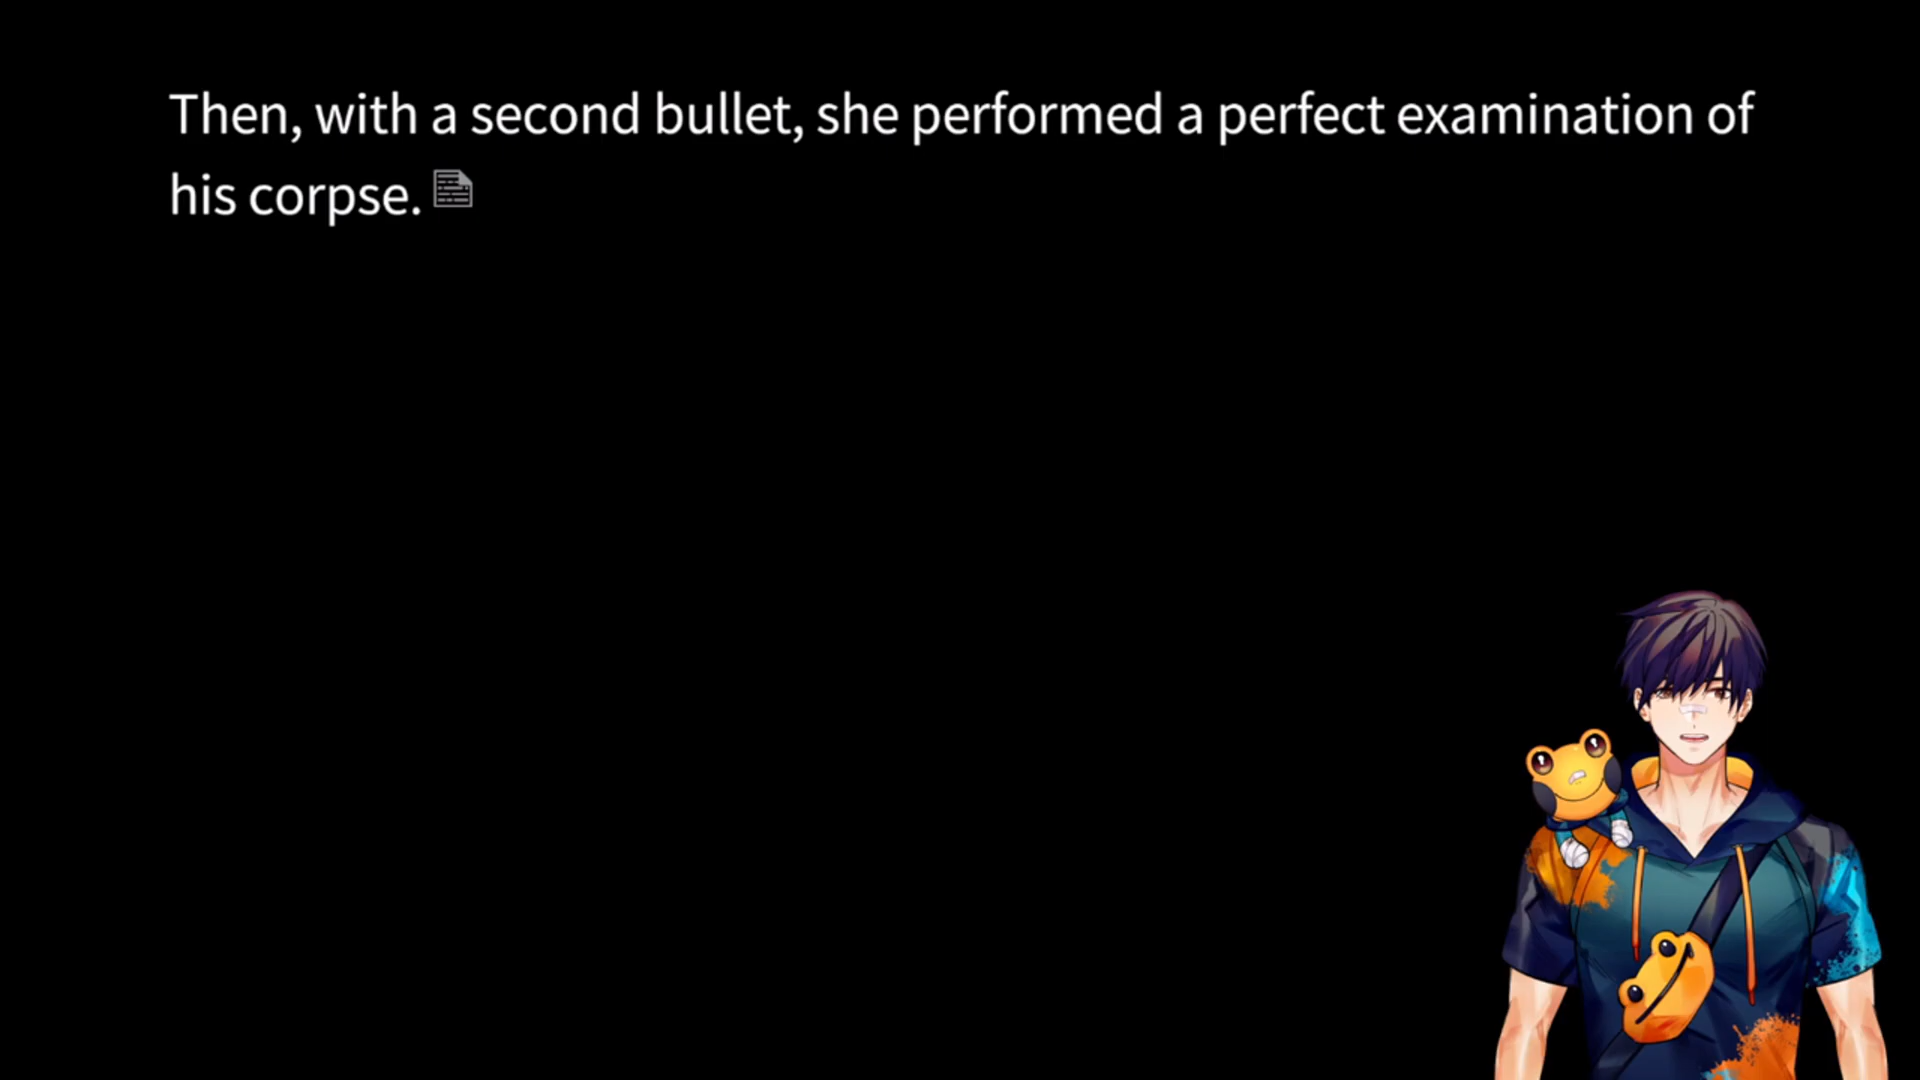 Then, with a second bullet, she performed a perfect examination of
his corpse.